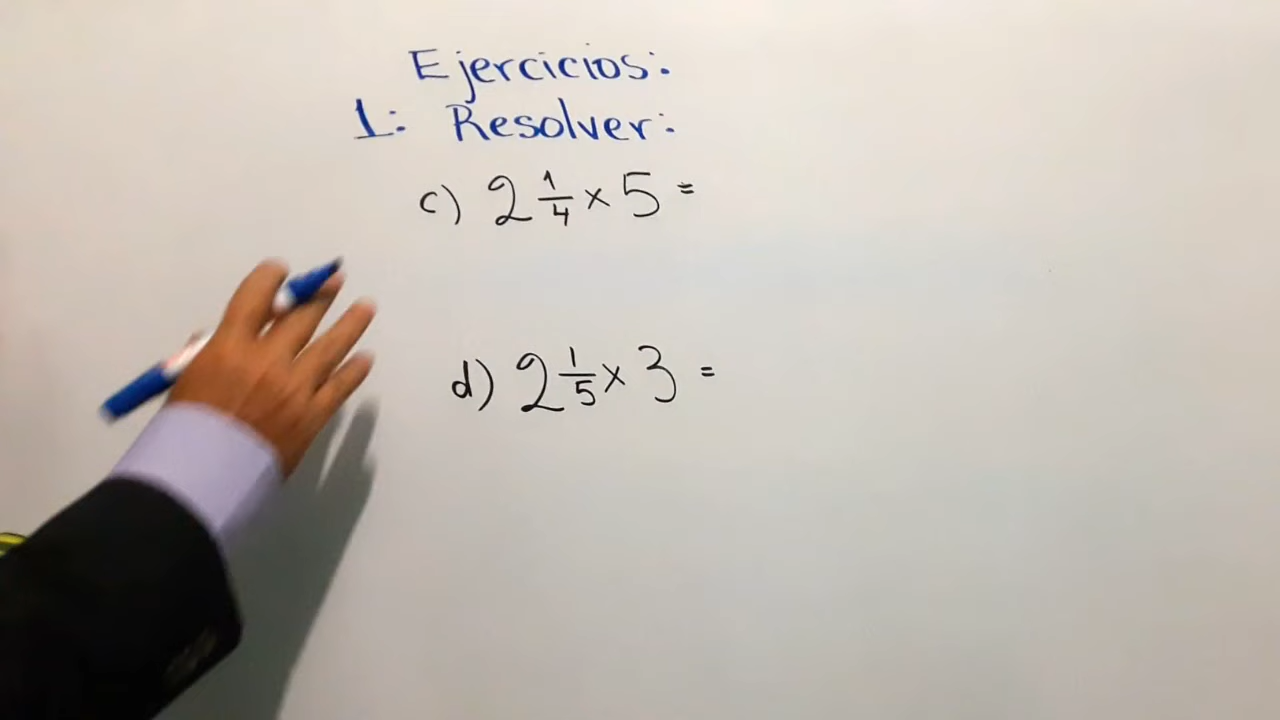 Ejercicios:
1: Resolver:
c) 2 1/4 × 5 =
d) 2 1/5 × 3 =